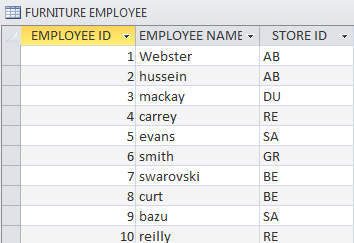 FURNITURE EMPLOYEE
EMPLOYEE ID EMPLOYEE NAME STORE ID
1 Webster AB
2 hussein AB
3 mackay DU
4 carrey RE
5 evans SA
6 smith GR
7 swarovski BE
8 curt BE
9 bazu SA
10 reilly RE